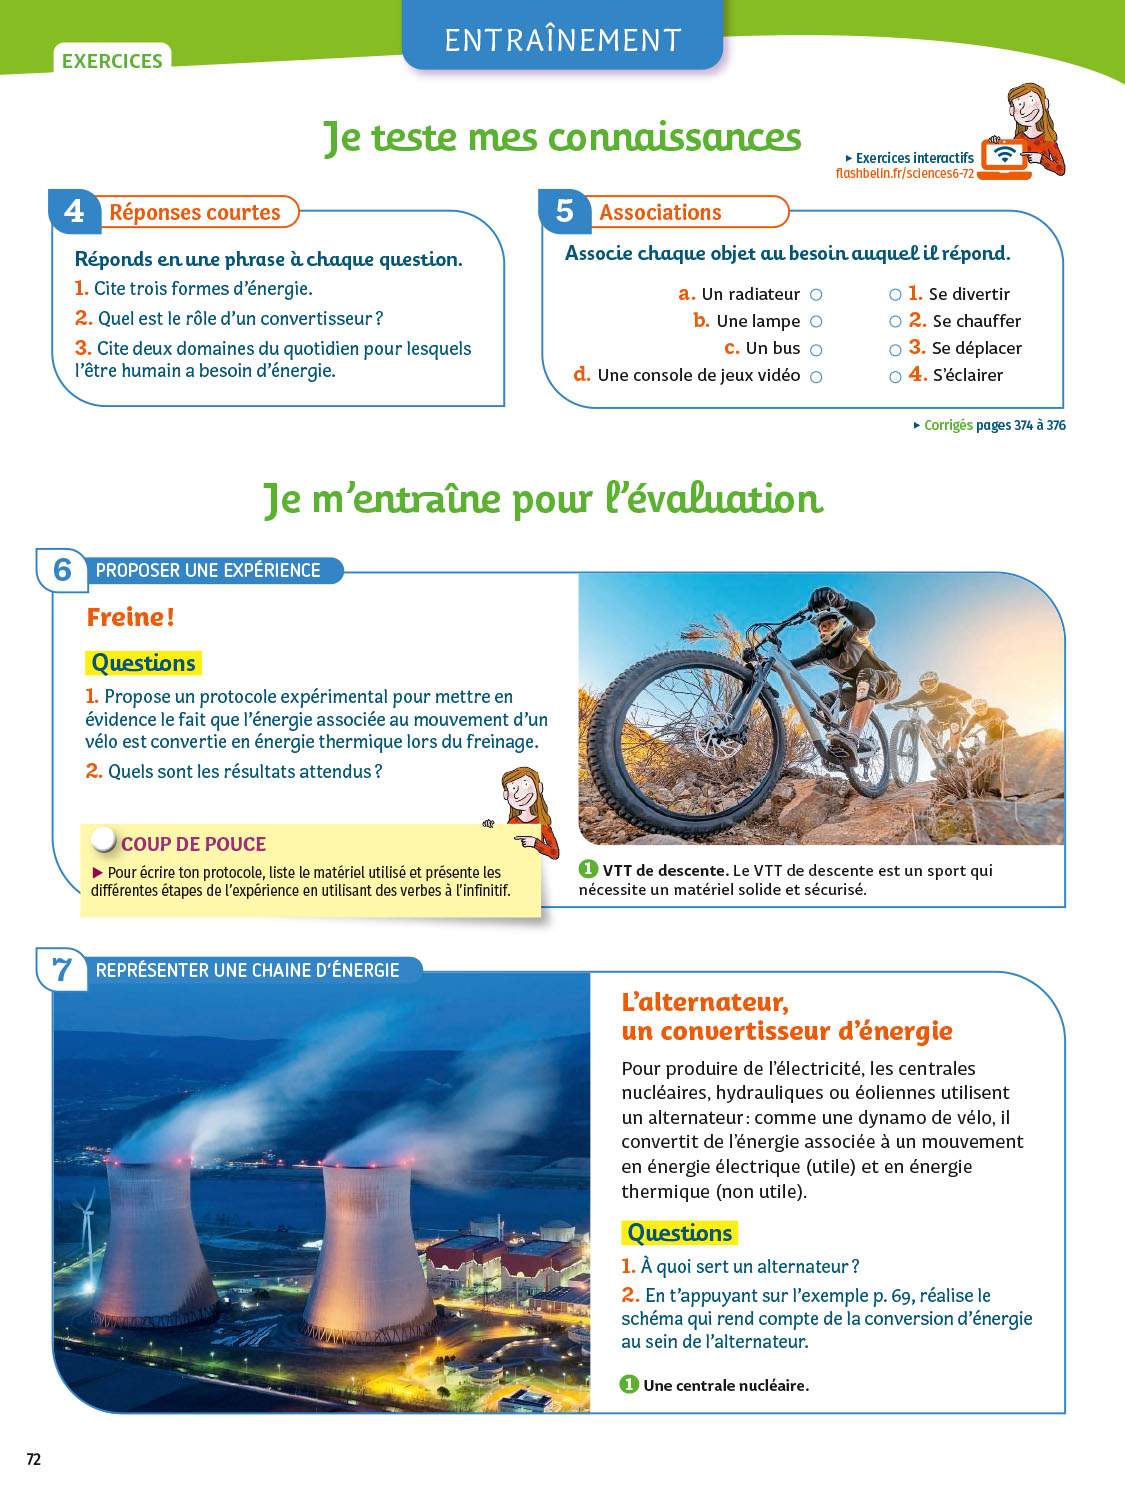 ENTRAÎNEMENT
EXERCICES
Je teste mes connaissances
▸ Exercices interactifs
flashbelin.fr/sciences6-72
4 Réponses courtes
Réponds en une phrase à chaque question.
1. Cite trois formes d’énergie.
2. Quel est le rôle d’un convertisseur ?
3. Cite deux domaines du quotidien pour lesquels
l’être humain a besoin d’énergie.
5 Associations
Associe chaque objet au besoin auquel il répond.
a. Un radiateur ○ ○ 1. Se divertir
b. Une lampe ○ ○ 2. Se chauffer
c. Un bus ○ ○ 3. Se déplacer
d. Une console de jeux vidéo ○ ○ 4. S’éclairer
▸ Corrigés pages 374 à 376
Je m’entraîne pour l’évaluation
6 PROPOSER UNE EXPÉRIENCE
Freine !
Questions
1. Propose un protocole expérimental pour mettre en
évidence le fait que l’énergie associée au mouvement d’un
vélo est convertie en énergie thermique lors du freinage.
2. Quels sont les résultats attendus ?
COUP DE POUCE
▸ Pour écrire ton protocole, liste le matériel utilisé et présente les
différentes étapes de l’expérience en utilisant des verbes à l’infinitif.
1 VTT de descente. Le VTT de descente est un sport qui
nécessite un matériel solide et sécurisé.
7 REPRÉSENTER UNE CHAINE D’ÉNERGIE
L’alternateur,
un convertisseur d’énergie
Pour produire de l’électricité, les centrales
nucléaires, hydrauliques ou éoliennes utilisent
un alternateur : comme une dynamo de vélo, il
convertit de l’énergie associée à un mouvement
en énergie électrique (utile) et en énergie
thermique (non utile).
Questions
1. À quoi sert un alternateur ?
2. En t’appuyant sur l’exemple p. 69, réalise le
schéma qui rend compte de la conversion d’énergie
au sein de l’alternateur.
1 Une centrale nucléaire.
72